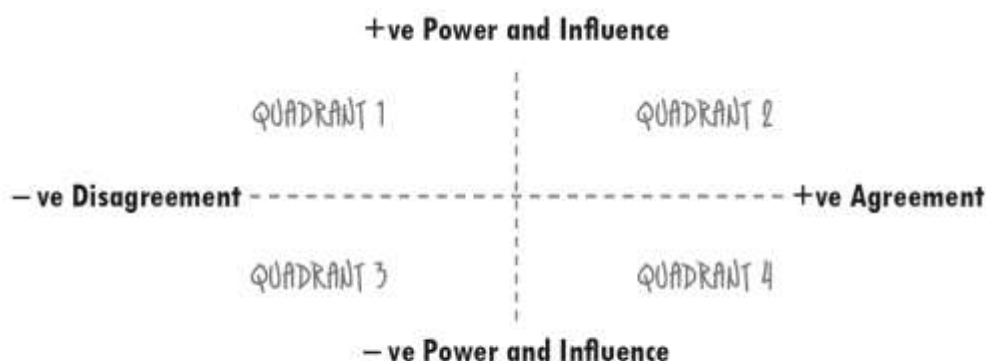 +ve Power and Influence
QUADRANT 1 QUADRANT 2
– ve Disagreement +ve Agreement
QUADRANT 3 QUADRANT 4
– ve Power and Influence